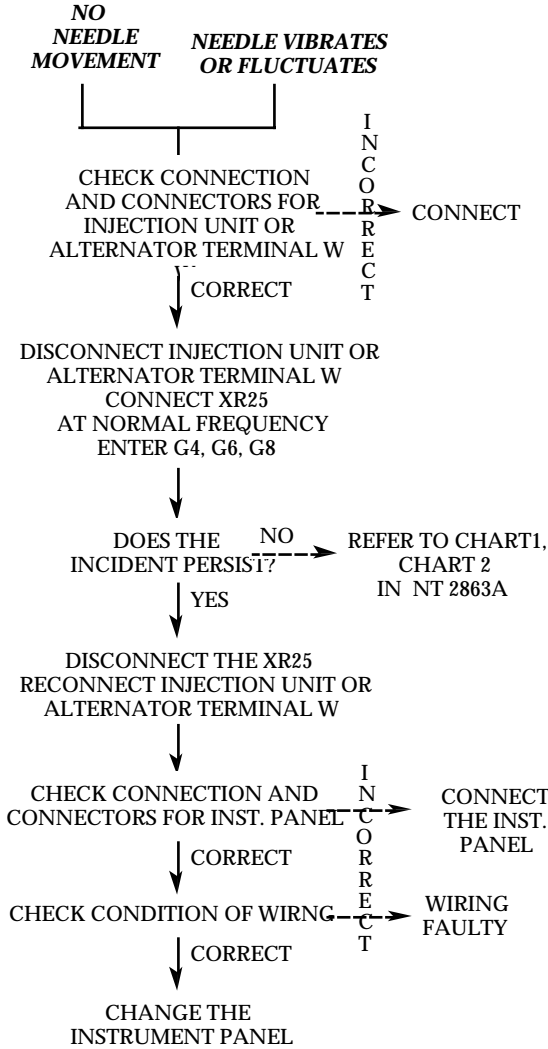 NO
NEEDLE
MOVEMENT
NEEDLE VIBRATES
OR FLUCTUATES
CHECK CONNECTION
AND CONNECTORS FOR
INJECTION UNIT OR
ALTERNATOR TERMINAL W
INCORRECT
CONNECT
CORRECT
DISCONNECT INJECTION UNIT OR
ALTERNATOR TERMINAL W
CONNECT XR25
AT NORMAL FREQUENCY
ENTER G4, G6, G8
DOES THE
INCIDENT PERSIST?
NO
REFER TO CHART1,
CHART 2
IN NT 2863A
YES
DISCONNECT THE XR25
RECONNECT INJECTION UNIT OR
ALTERNATOR TERMINAL W
CHECK CONNECTION AND
CONNECTORS FOR INST. PANEL
INCORRECT
CONNECT
THE INST.
PANEL
CORRECT
CHECK CONDITION OF WIRNG
WIRING
FAULTY
CORRECT
CHANGE THE
INSTRUMENT PANEL